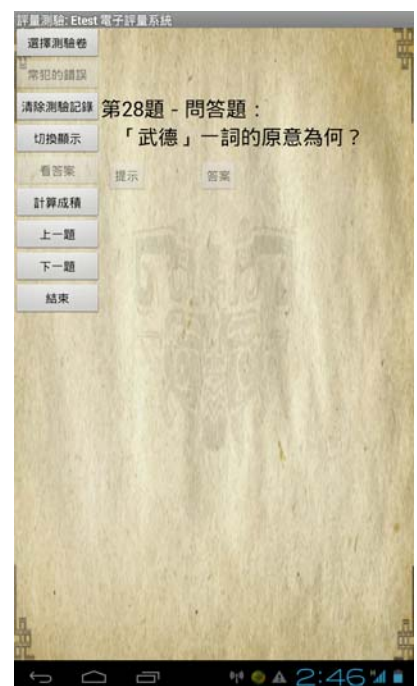 評量測驗: Etest 電子評量系統
選擇測驗卷
常犯的錯誤
清除測驗記錄
切換顯示
看答案
計算成積
上一題
下一題
結束
第28題 - 問答題：
「武德」一詞的原意為何？
提示
答案
2:46